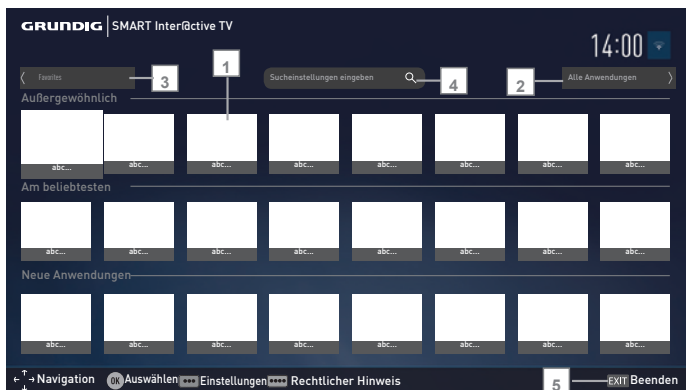 GRUNDIG SMART Inter@ctive TV
14:00
Favorites
3
1
Sucheinstellungen eingeben
4
2
Alle Anwendungen
Außergewöhnlich
abc... abc... abc... abc... abc... abc... abc... abc...
Am beliebtesten
abc... abc... abc... abc... abc... abc... abc... abc...
Neue Anwendungen
abc... abc... abc... abc... abc... abc... abc... abc...
Navigation OK Auswählen Einstellungen Rechtlicher Hinweis 5 EXIT Beenden